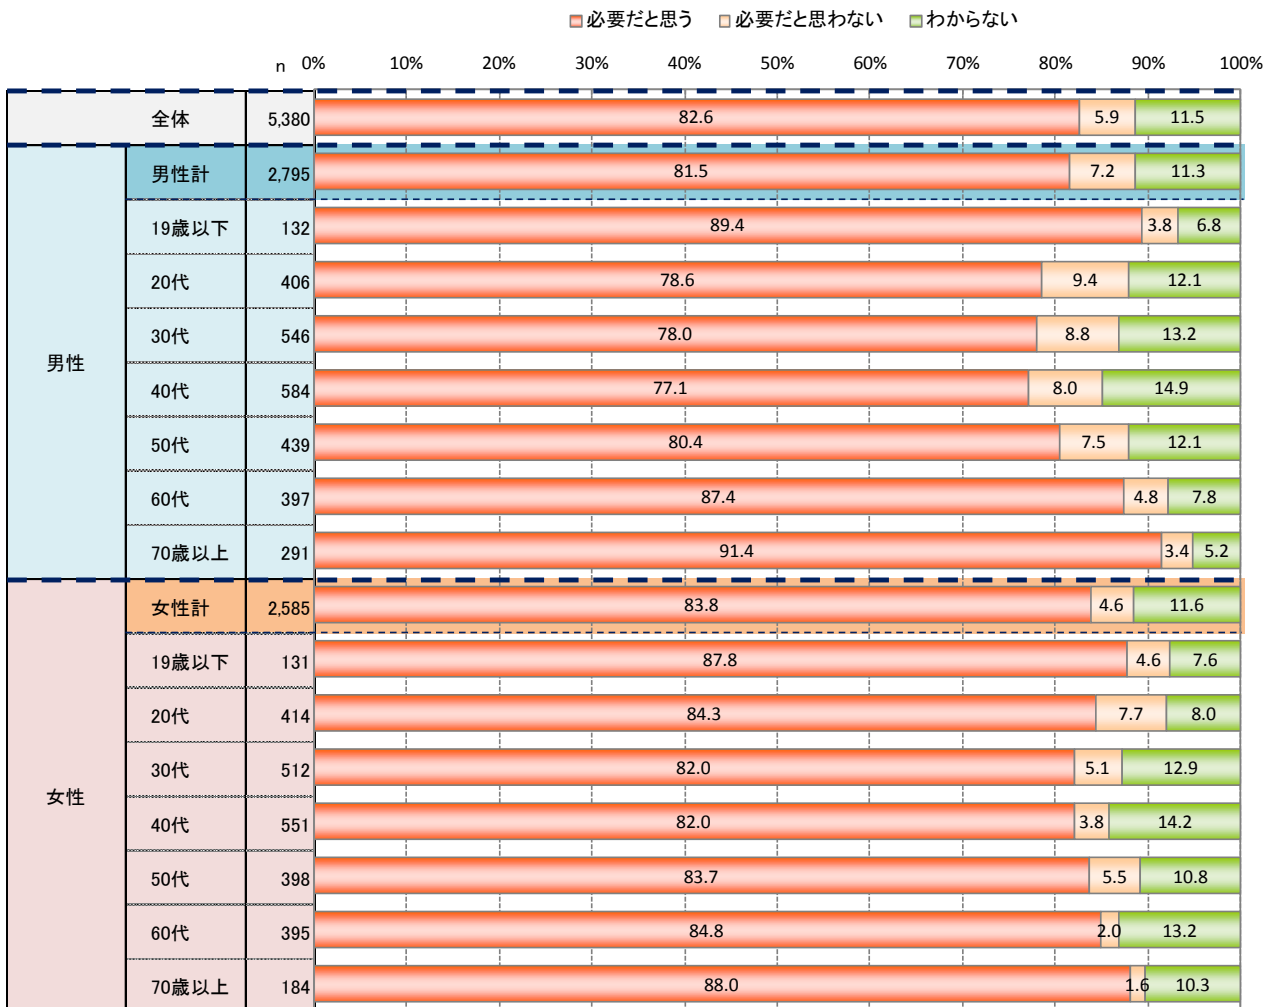 必要だと思う 必要だと思わない わからない
n 0% 10% 20% 30% 40% 50% 60% 70% 80% 90% 100%
全体 5,380 82.6 5.9 11.5
男性計 2,795 81.5 7.2 11.3
19歳以下 132 89.4 3.8 6.8
20代 406 78.6 9.4 12.1
30代 546 78.0 8.8 13.2
男性
40代 584 77.1 8.0 14.9
50代 439 80.4 7.5 12.1
60代 397 87.4 4.8 7.8
70歳以上 291 91.4 3.4 5.2
女性計 2,585 83.8 4.6 11.6
19歳以下 131 87.8 4.6 7.6
20代 414 84.3 7.7 8.0
30代 512 82.0 5.1 12.9
女性
40代 551 82.0 3.8 14.2
50代 398 83.7 5.5 10.8
60代 395 84.8 2.0 13.2
70歳以上 184 88.0 1.6 10.3